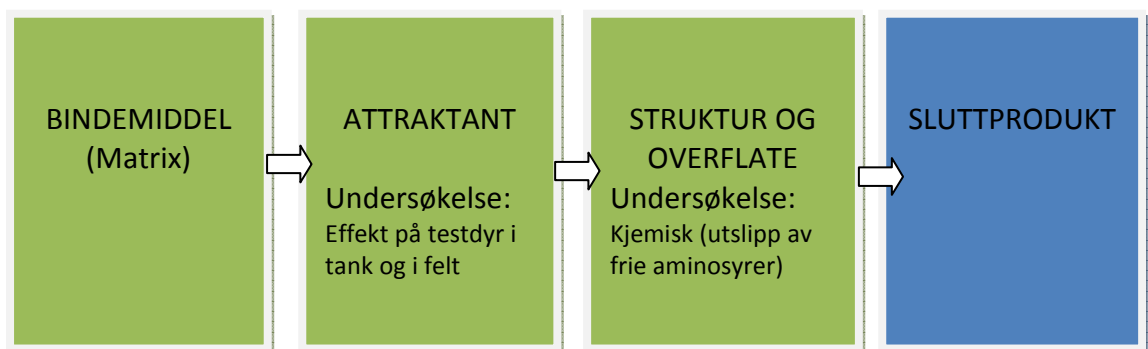 BINDEMIDDEL
(Matrix)
ATTRAKTANT
Undersøkelse:
Effekt på testdyr i
tank og i felt
STRUKTUR OG
OVERFLATE
Undersøkelse:
Kjemisk (utslipp av
frie aminosyrer)
SLUTTPRODUKT